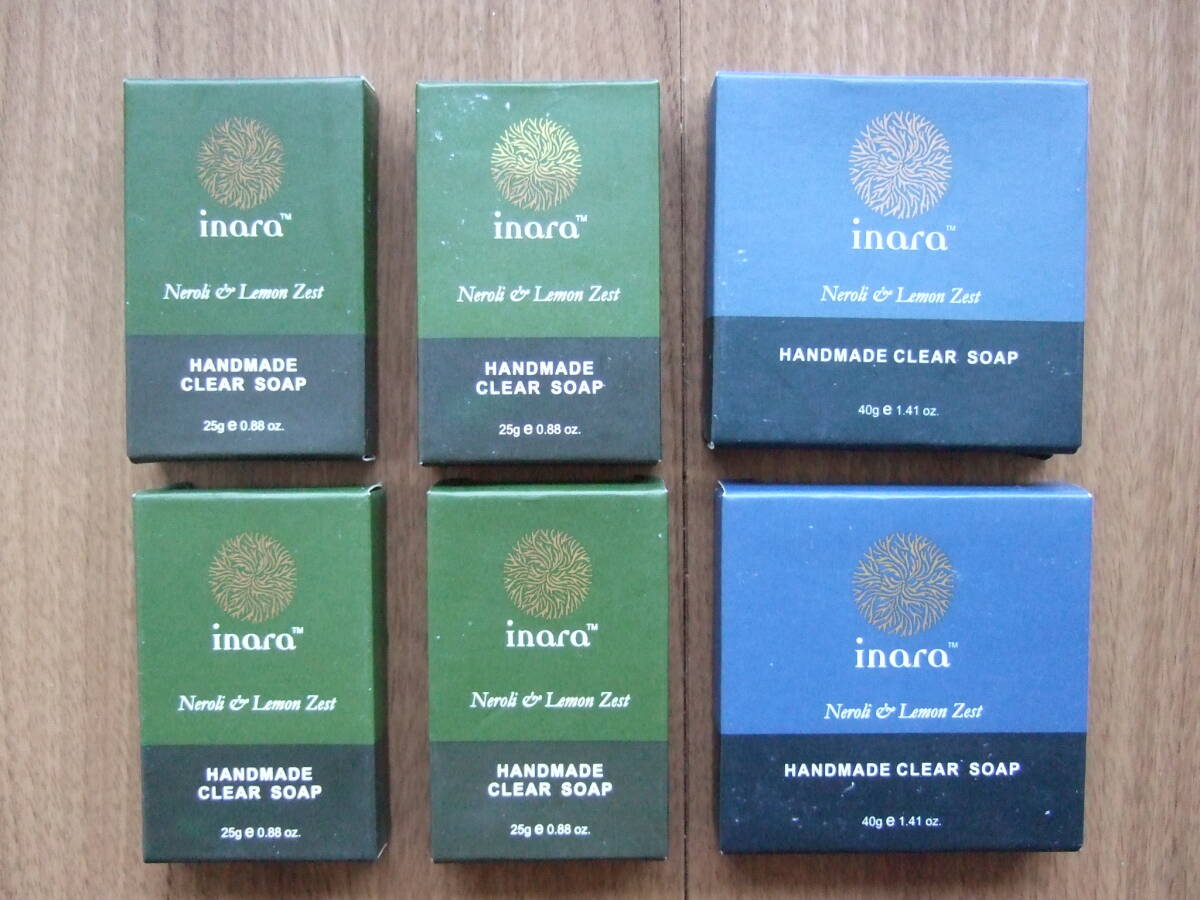 inara™
Neroli & Lemon Zest
HANDMADE
CLEAR SOAP
25g e 0.88 oz.
inara™
Neroli & Lemon Zest
HANDMADE
CLEAR SOAP
25g e 0.88 oz.
inara™
Neroli & Lemon Zest
HANDMADE CLEAR SOAP
40g e 1.41 oz.
inara™
Neroli & Lemon Zest
HANDMADE
CLEAR SOAP
25g e 0.88 oz.
inara™
Neroli & Lemon Zest
HANDMADE
CLEAR SOAP
25g e 0.88 oz.
inara™
Neroli & Lemon Zest
HANDMADE CLEAR SOAP
40g e 1.41 oz.